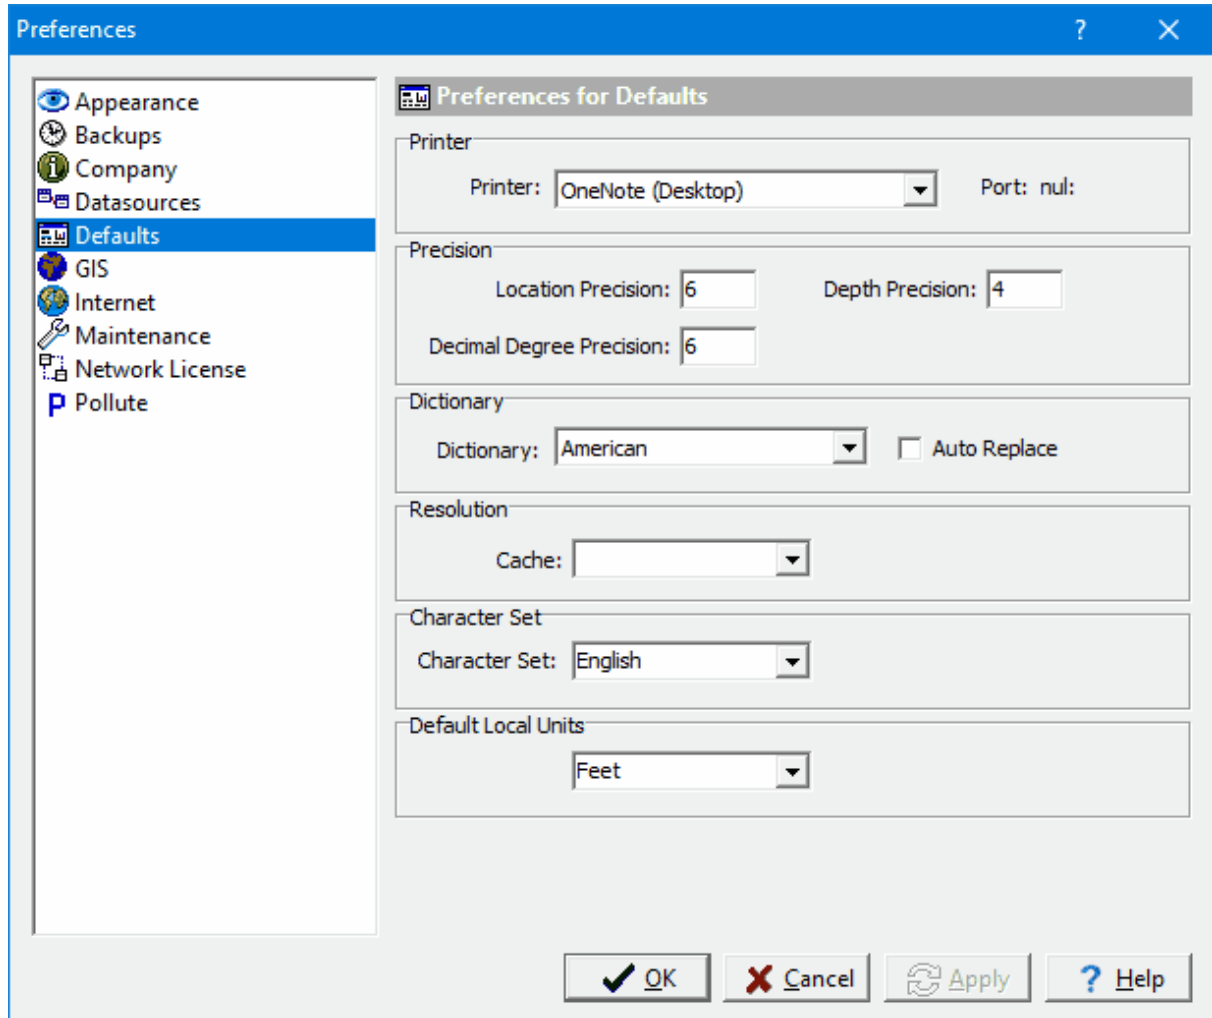 Preferences
Appearance
Backups
Company
Datasources
Defaults
GIS
Internet
Maintenance
Network License
P Pollute
Preferences for Defaults
Printer
Printer: OneNote (Desktop) Port: nul:
Precision
Location Precision: 6 Depth Precision: 4
Decimal Degree Precision: 6
Dictionary
Dictionary: American Auto Replace
Resolution
Cache:
Character Set
Character Set: English
Default Local Units
Feet
OK Cancel Apply ? Help